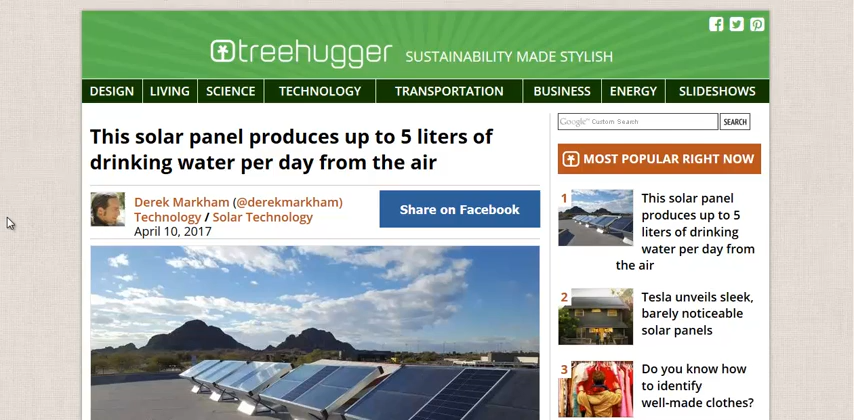 treehugger SUSTAINABILITY MADE STYLISH
DESIGN LIVING SCIENCE TECHNOLOGY TRANSPORTATION BUSINESS ENERGY SLIDESHOWS
This solar panel produces up to 5 liters of
drinking water per day from the air
Derek Markham (@derekmarkham)
Technology / Solar Technology
April 10, 2017
Share on Facebook
Google™ Custom Search
SEARCH
MOST POPULAR RIGHT NOW
1
This solar panel
produces up to 5
liters of drinking
water per day from
the air
2
Tesla unveils sleek,
barely noticeable
solar panels
3
Do you know how
to identify
well-made clothes?